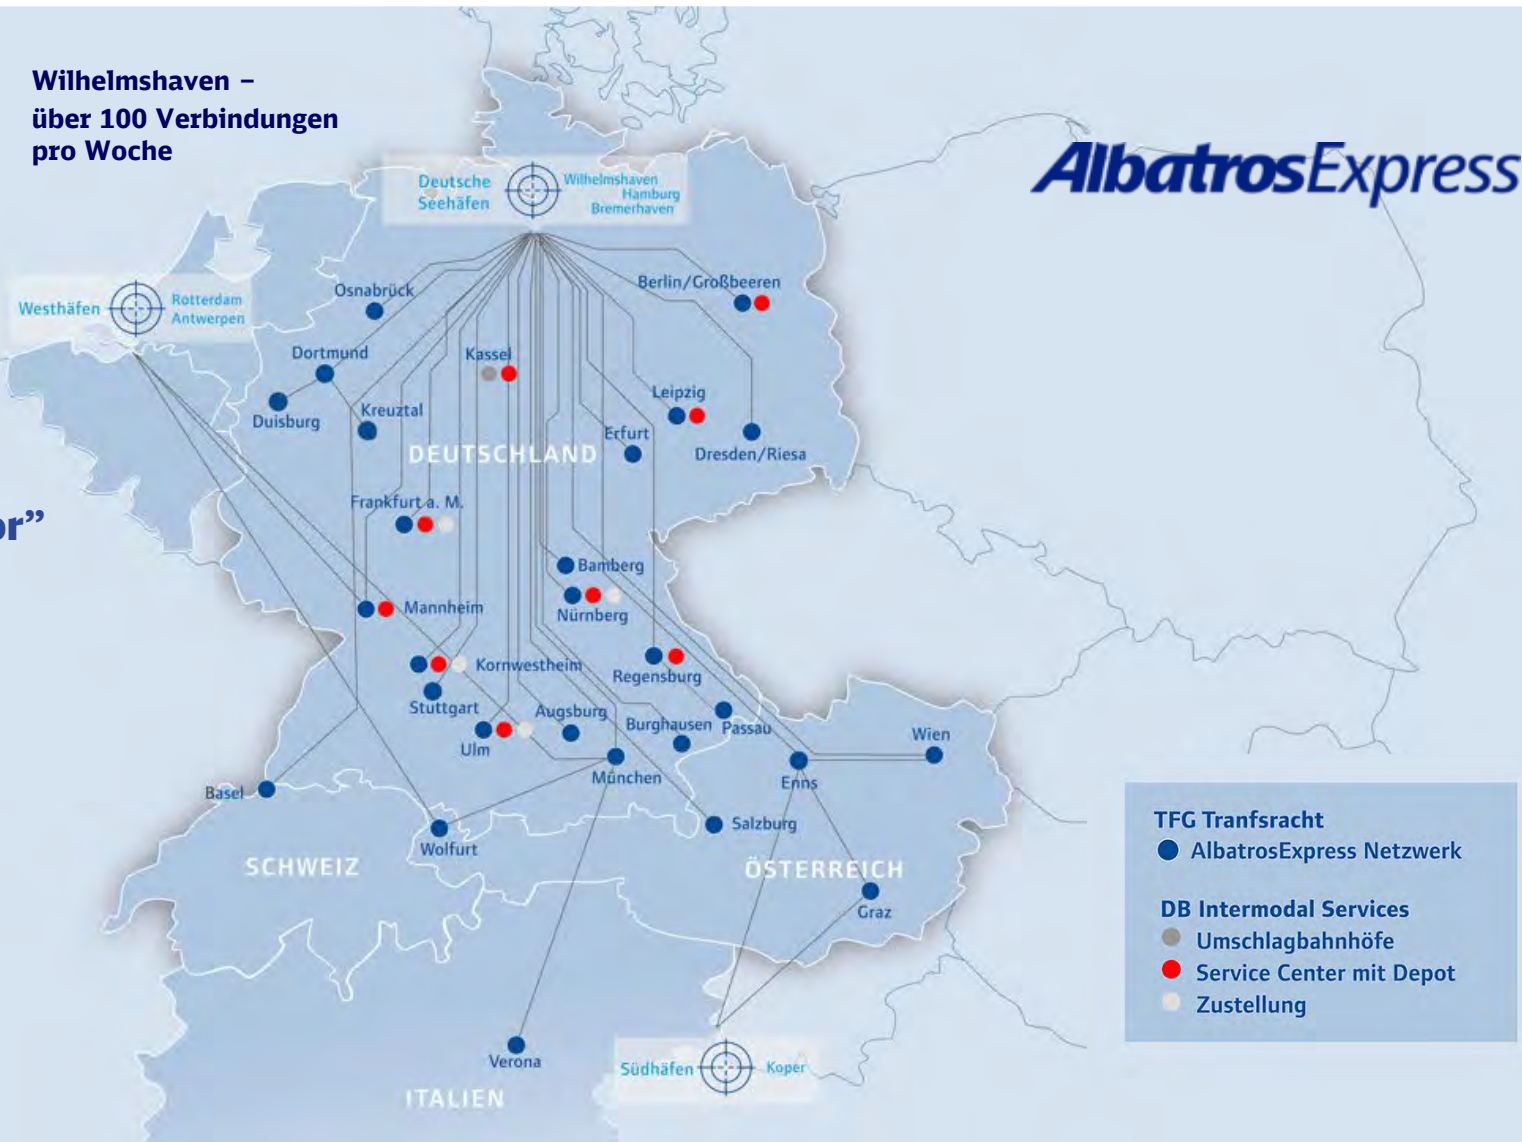 Wilhelmshaven –
über 100 Verbindungen
pro Woche
AlbatrosExpress
Deutsche
Seehäfen
Wilhelmshaven
Hamburg
Bremerhaven
Westhäfen
Rotterdam
Antwerpen
Osnabrück
Berlin/Großbeeren
Dortmund
Kassel
Leipzig
Duisburg
Kreuztal
Erfurt
DEUTSCHLAND
Dresden/Riesa
Frankfurt a. M.
or”
Bamberg
Nürnberg
Mannheim
Kornwestheim
Regensburg
Stuttgart
Augsburg
Burghausen
Passau
Ulm
Wien
München
Enns
Basel
Salzburg
Wolfurt
SCHWEIZ
ÖSTERREICH
Graz
Verona
Südhäfen
Koper
ITALIEN
TFG Tranfsracht
AlbatrosExpress Netzwerk
DB Intermodal Services
Umschlagbahnhöfe
Service Center mit Depot
Zustellung